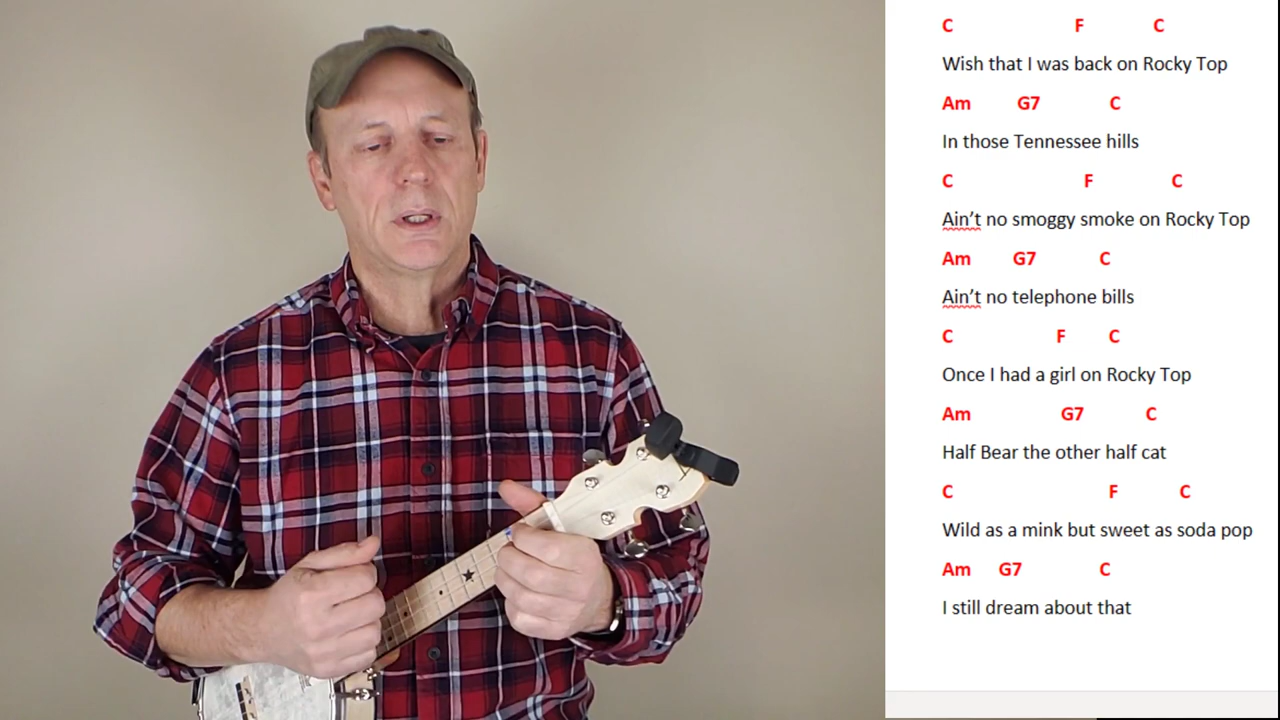 C F C
Wish that I was back on Rocky Top
Am G7 C
In those Tennessee hills
C F C
Ain’t no smoggy smoke on Rocky Top
Am G7 C
Ain’t no telephone bills
C F C
Once I had a girl on Rocky Top
Am G7 C
Half Bear the other half cat
C F C
Wild as a mink but sweet as soda pop
Am G7 C
I still dream about that